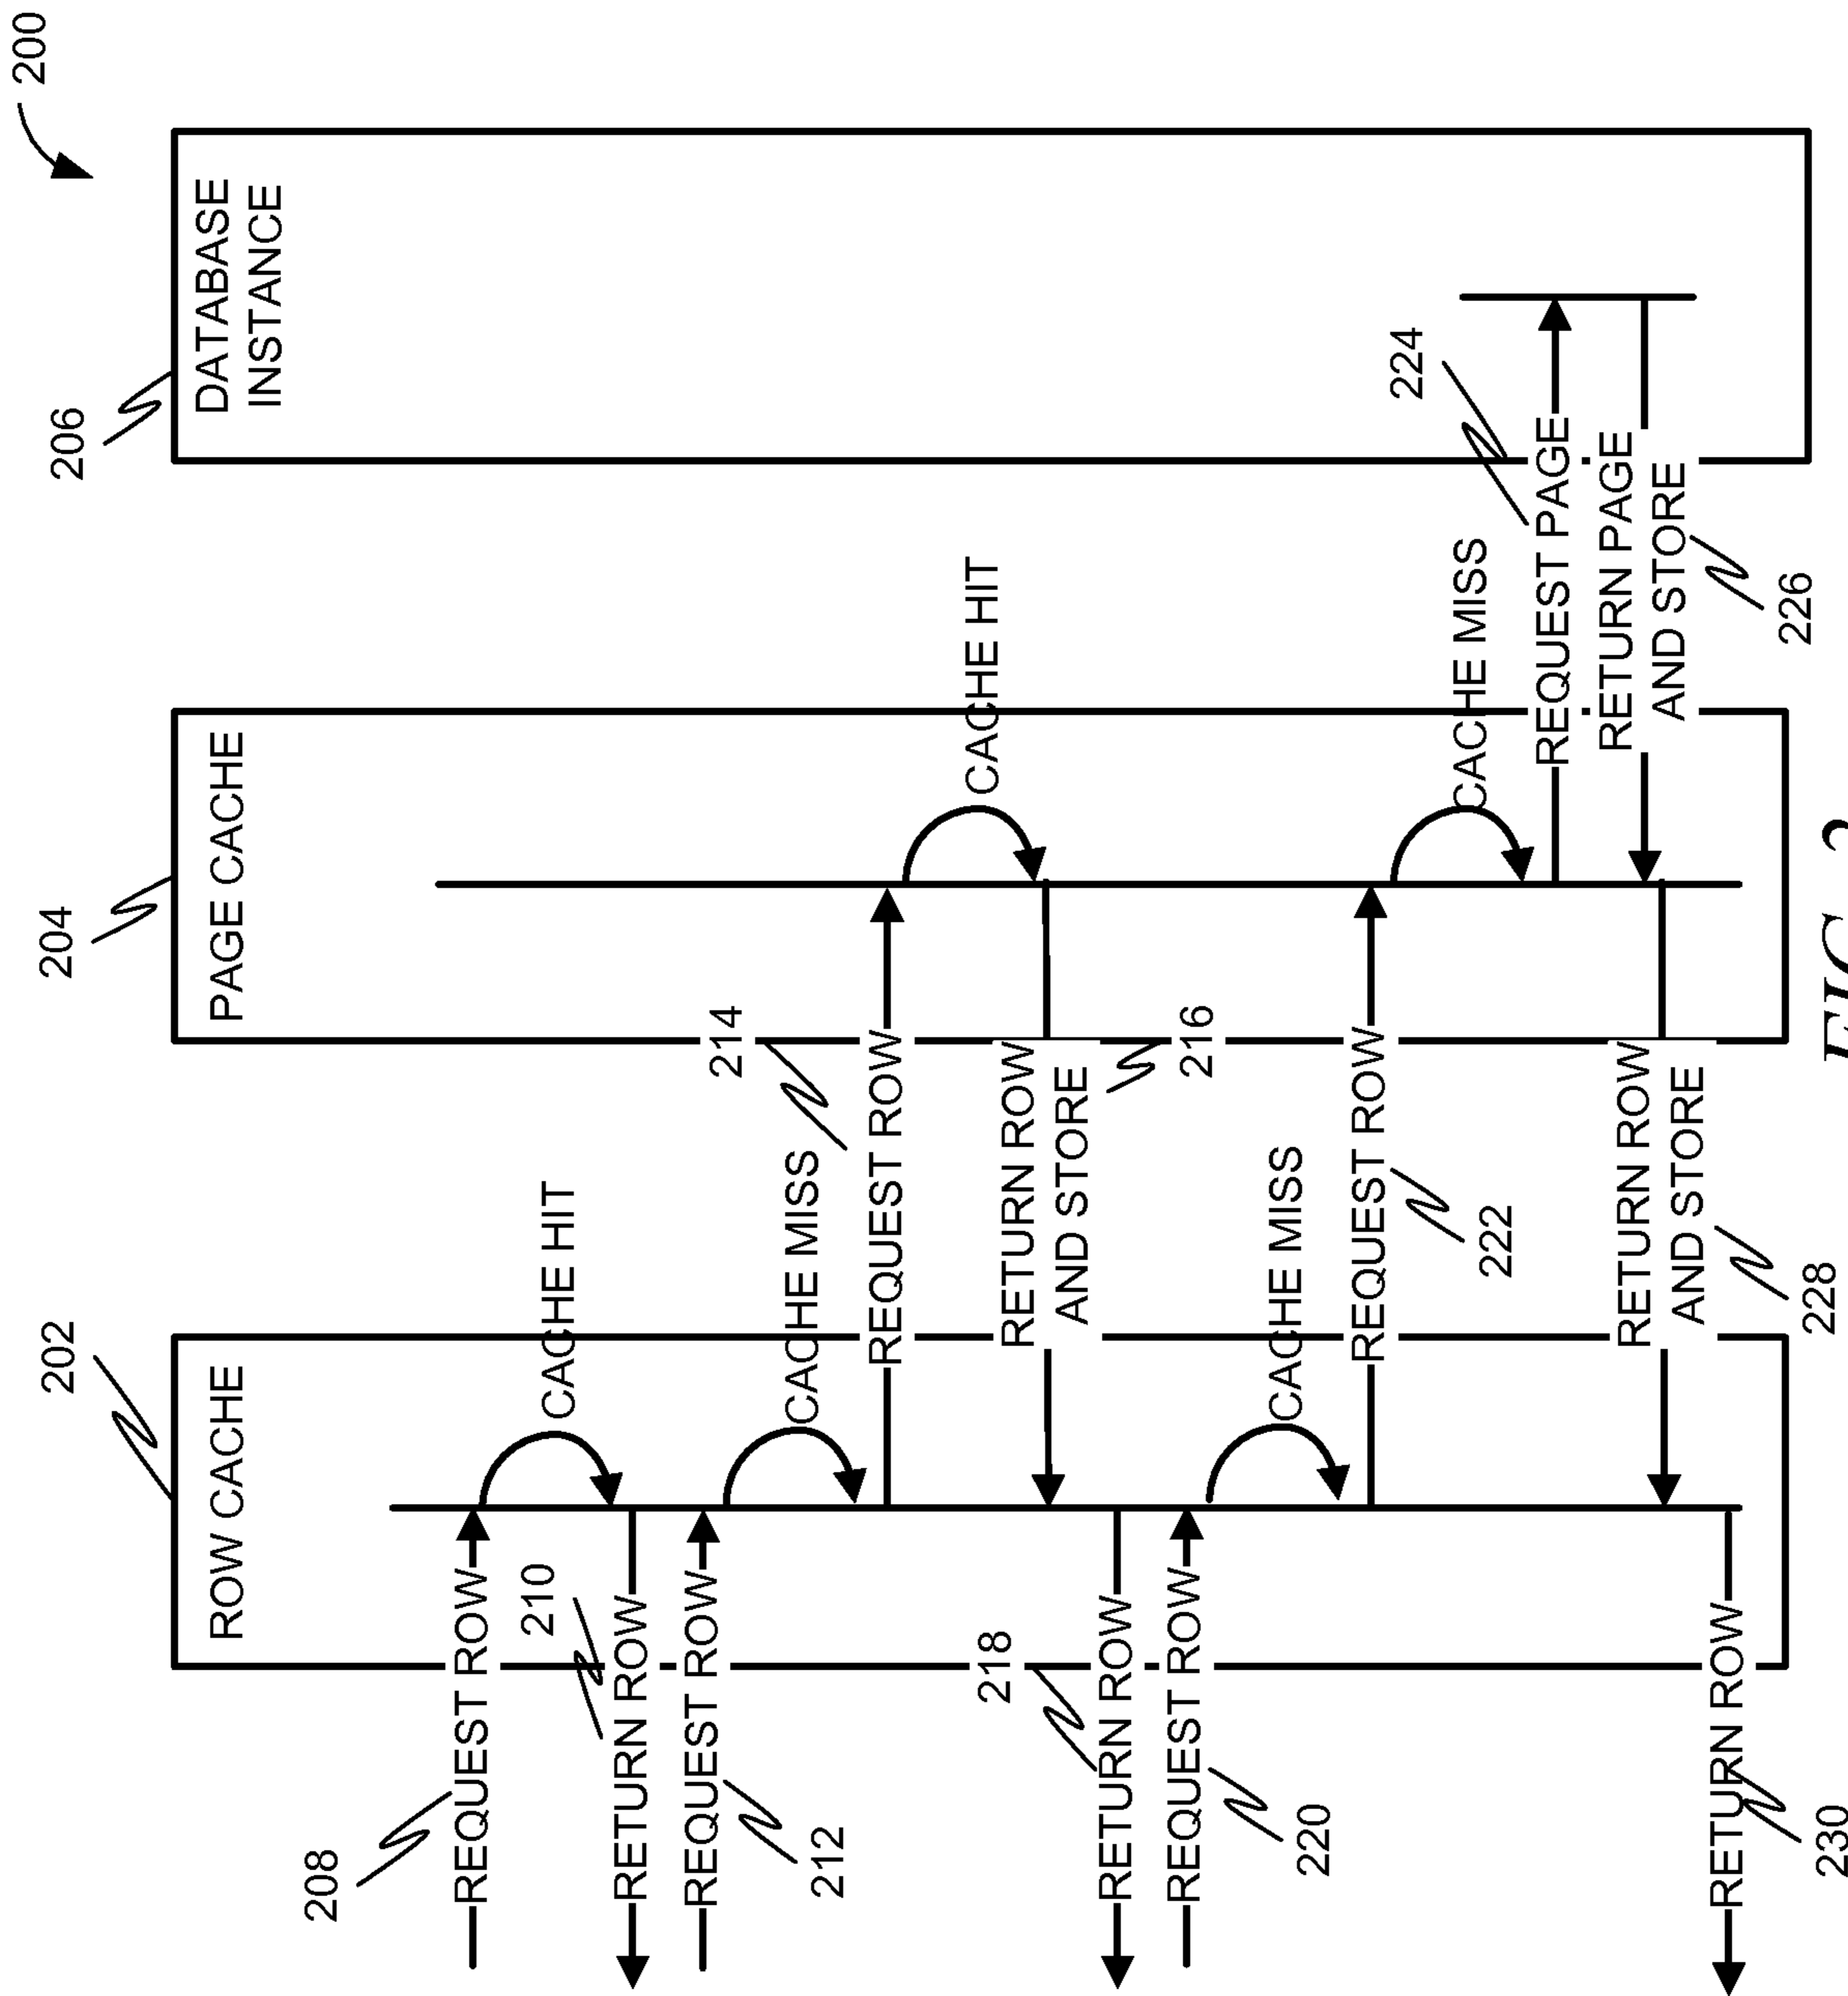 200
202
204
206
ROW CACHE
PAGE CACHE
DATABASE
INSTANCE
208
REQUEST ROW
210
CACHE HIT
RETURN ROW
REQUEST ROW
214
CACHE MISS
212
REQUEST ROW
CACHE HIT
218
RETURN ROW
AND STORE
RETURN ROW
REQUEST ROW
216
CACHE MISS
220
REQUEST ROW
224
CACHE MISS
222
REQUEST PAGE
RETURN PAGE
AND STORE
RETURN ROW
AND STORE
RETURN ROW
226
228
230